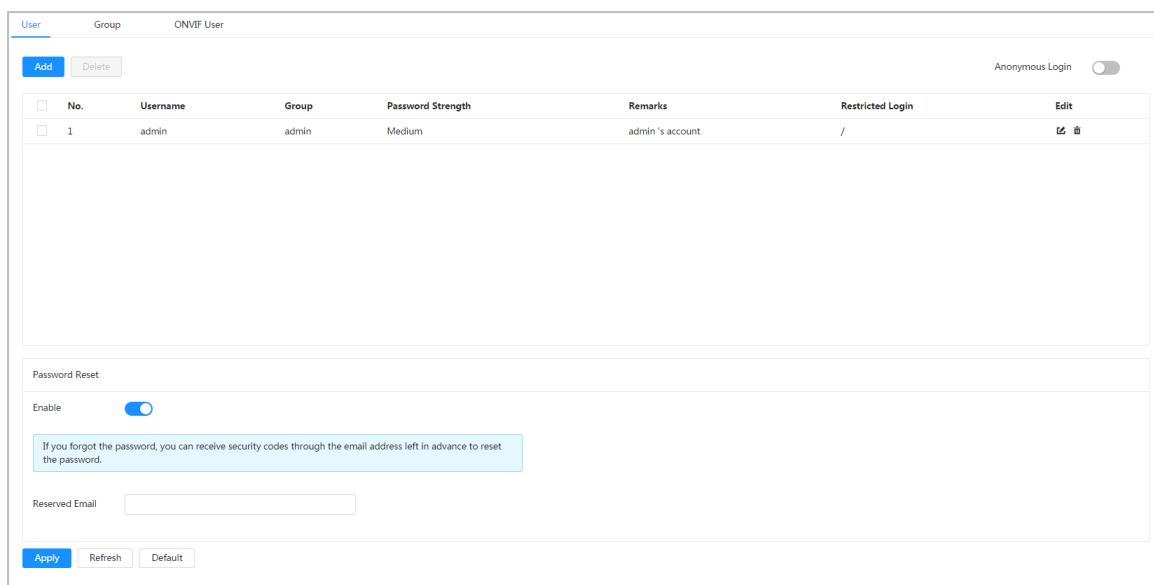 User Group ONVIF User
Add Delete Anonymous Login
No. Username Group Password Strength Remarks Restricted Login Edit
1 admin admin Medium admin 's account /
Password Reset
Enable
If you forgot the password, you can receive security codes through the email address left in advance to reset
the password.
Reserved Email
Apply Refresh Default